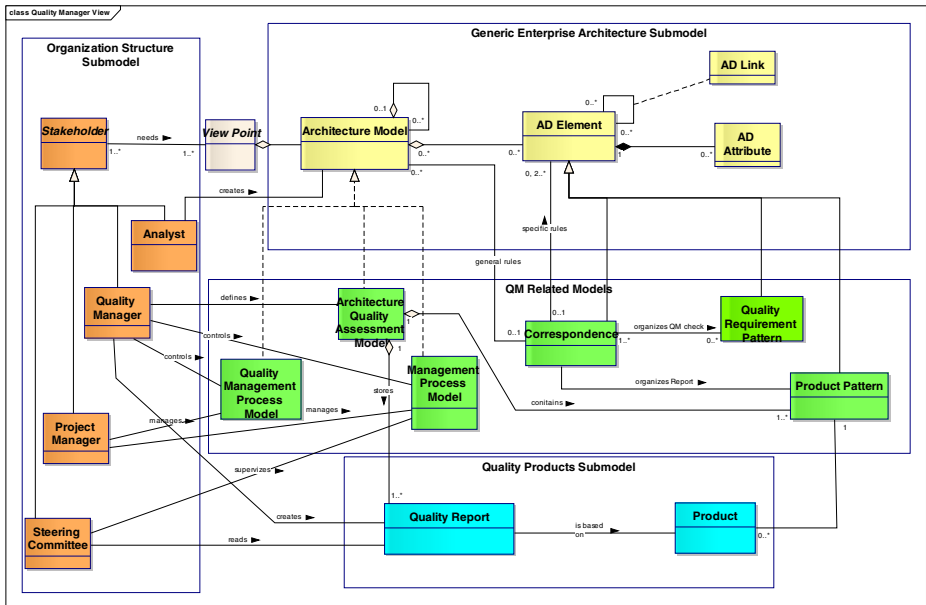 class Quality Manager View
Organization Structure
Submodel
Generic Enterprise Architecture Submodel
AD Link
0..1
0..*
0..*
0..*
Stakeholder
needs
1..*
1..*
View Point
Architecture Model
0..*
0..*
0..*
AD Element
1
0, 2..*
0..*
AD
Attribute
creates
Analyst
specific rules
general rules
QM Related Models
Quality
Manager
defines
Architecture
Quality
Assessment
Model
1
1
controls
controls
0..1
0..1
Correspondence
1..*
organizes QM check
0..*
Quality
Requirement
Pattern
Quality
Management
Process Model
Management
Process
Model
stores
organizes Report
Product Pattern
1..*
1
conitains
manages
manages
Project
Manager
supervizes
Quality Products Submodel
1..*
creates
Quality Report
is based
on
Product
0..*
Steering
Committee
reads